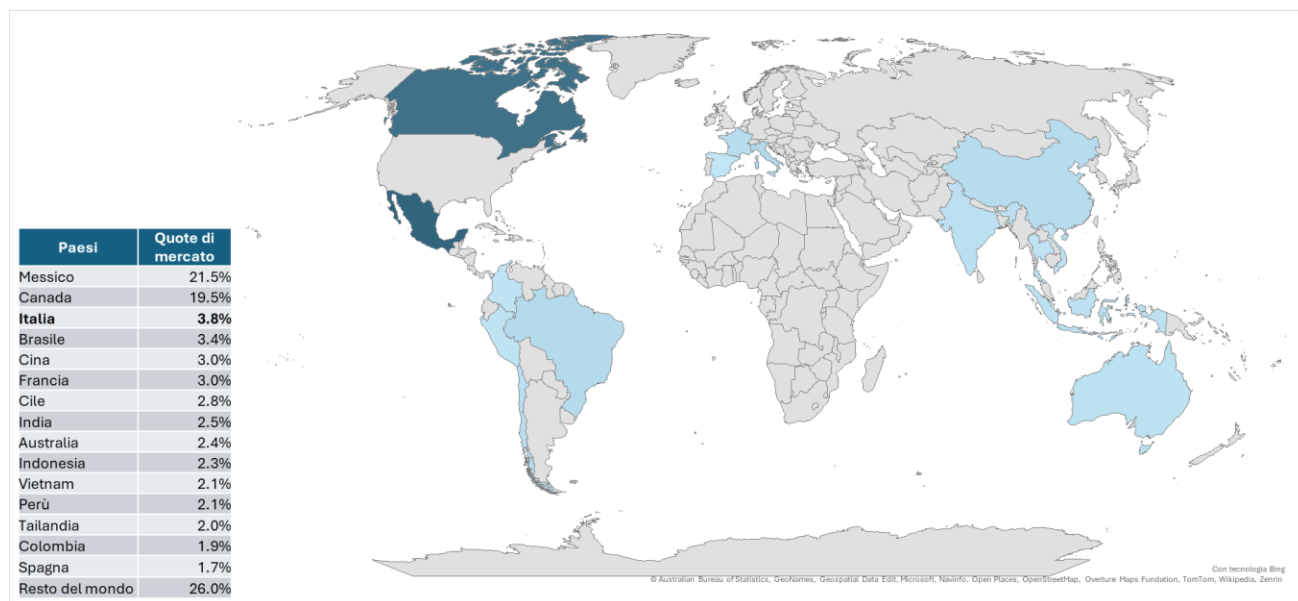 Paesi Quote di
mercato
Messico 21.5%
Canada 19.5%
Italia 3.8%
Brasile 3.4%
Cina 3.0%
Francia 3.0%
Cile 2.8%
India 2.5%
Australia 2.4%
Indonesia 2.3%
Vietnam 2.1%
Perù 2.1%
Tailandia 2.0%
Colombia 1.9%
Spagna 1.7%
Resto del mondo 26.0%
Con tecnologia Bing
© Australian Bureau of Statistics, GeoNames, Geospatial Data Edit, Microsoft, Navinfo, Open Places, OpenStreetMap, Overture Maps Fundation, TomTom, Wikipedia, Zenrin